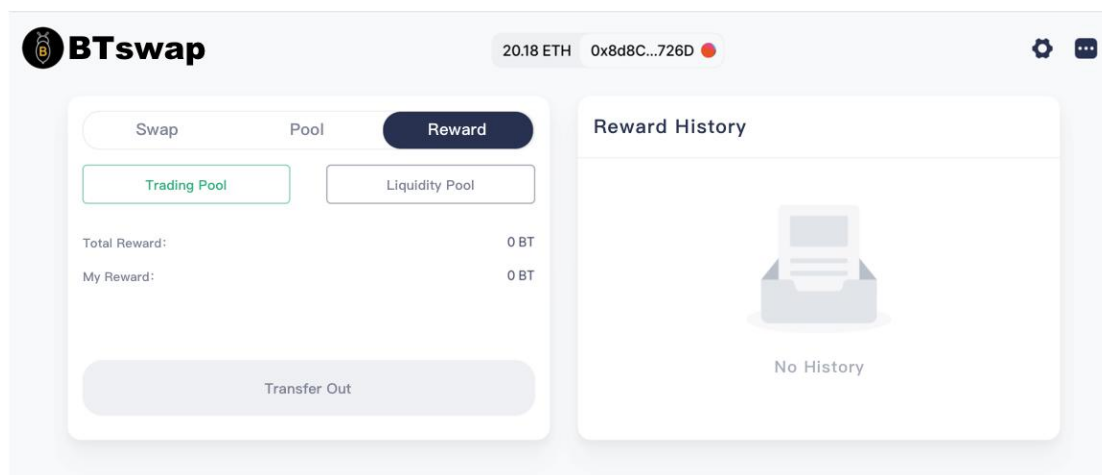 BTswap
20.18 ETH 0x8d8C...726D
Swap Pool Reward
Trading Pool Liquidity Pool
Total Reward: 0 BT
My Reward: 0 BT
Transfer Out
Reward History
No History